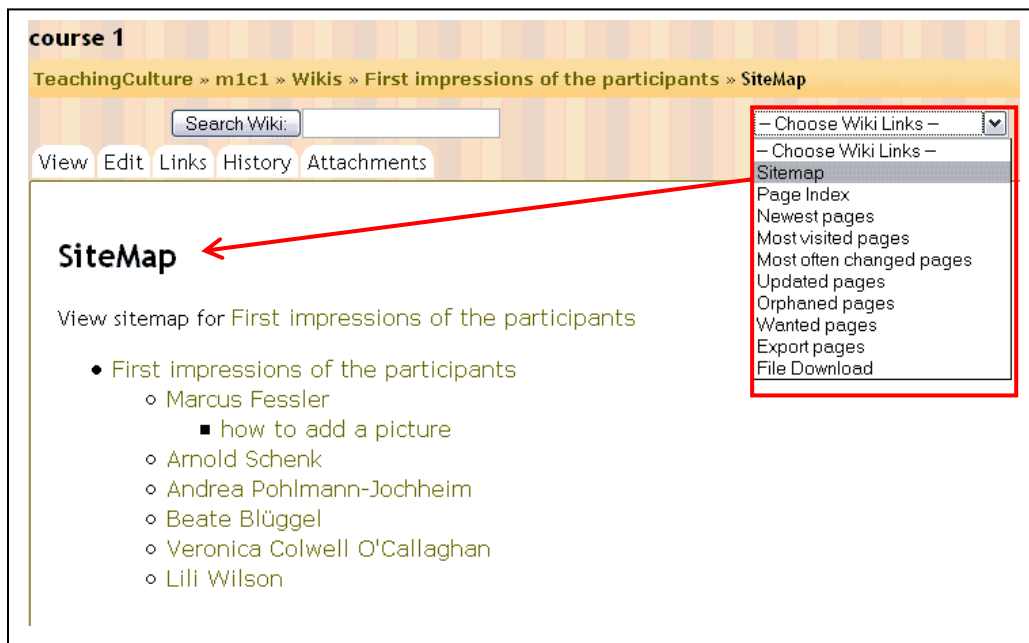 course 1
TeachingCulture » m1c1 » Wikis » First impressions of the participants » SiteMap
Search Wiki:
– Choose Wiki Links –
– Choose Wiki Links –
Sitemap
Page Index
Newest pages
Most visited pages
Most often changed pages
Updated pages
Orphaned pages
Wanted pages
Export pages
File Download
View Edit Links History Attachments
SiteMap
View sitemap for First impressions of the participants
First impressions of the participants
Marcus Fessler
how to add a picture
Arnold Schenk
Andrea Pohlmann-Jochheim
Beate Blüggel
Veronica Colwell O'Callaghan
Lili Wilson